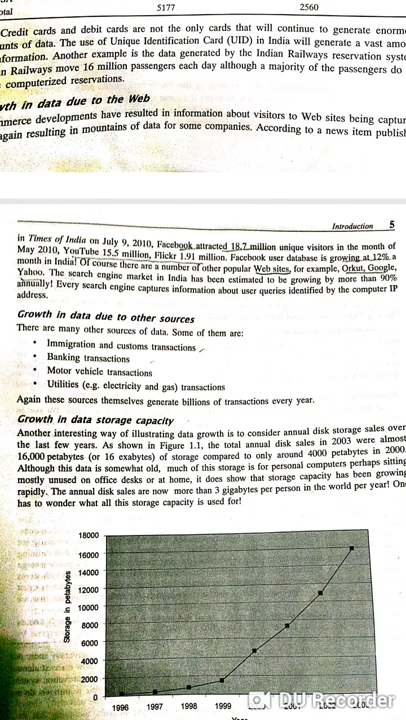 otal 5177 2560
Credit cards and debit cards are not the only cards that will continue to generate enorm
unts of data. The use of Unique Identification Card (UID) in India will generate a vast amo
formation. Another example is the data generated by the Indian Railways reservation syste
n Railways move 16 million passengers each day although a majority of the passengers do
computerized reservations.
wth in data due to the Web
mmerce developments have resulted in information about visitors to Web sites being captur
again resulting in mountains of data for some companies. According to a news item publish
Introduction 5
in Times of India on July 9, 2010, Facebook attracted 18.7 million unique visitors in the month of
May 2010, YouTube 15.5 million, Flickr 1.91 million. Facebook user database is growing at 12% a
month in India! Of course there are a number of other popular Web sites, for example, Orkut, Google,
Yahoo. The search engine market in India has been estimated to be growing by more than 90%
annually! Every search engine captures information about user queries identified by the computer IP
address.
Growth in data due to other sources
There are many other sources of data. Some of them are:
• Immigration and customs transactions
• Banking transactions
• Motor vehicle transactions
• Utilities (e.g. electricity and gas) transactions
Again these sources themselves generate billions of transactions every year.
Growth in data storage capacity
Another interesting way of illustrating data growth is to consider annual disk storage sales over
the last few years. As shown in Figure 1.1, the total annual disk sales in 2003 were almost
16,000 petabytes (or 16 exabytes) of storage compared to only around 4000 petabytes in 2000.
Although this data is somewhat old, much of this storage is for personal computers perhaps sitting
mostly unused on office desks or at home, it does show that storage capacity has been growing
rapidly. The annual disk sales are now more than 3 gigabytes per person in the world per year! One
has to wonder what all this storage capacity is used for!
18000
16000
14000
12000
10000
8000
6000
4000
2000
0
Storage in petabytes
1996 1997 1998 1999
DU Recorder